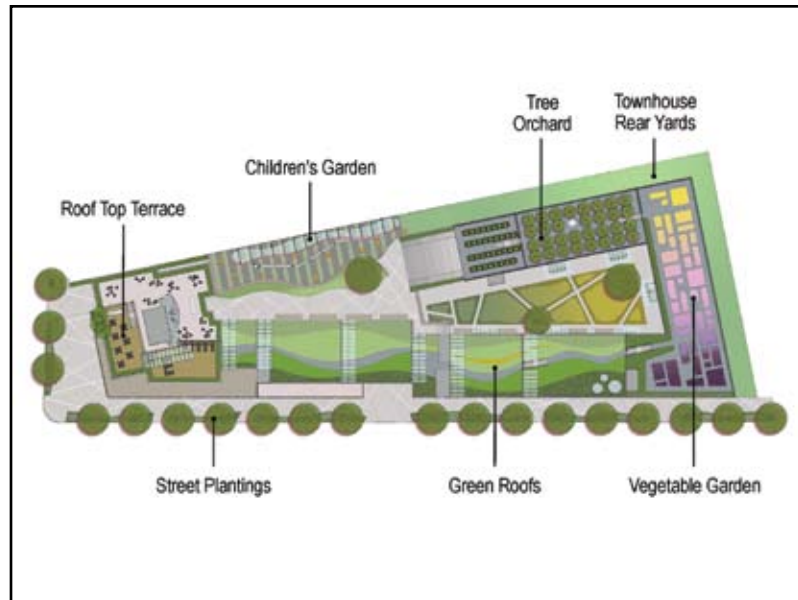 Tree
Orchard
Townhouse
Rear Yards
Children's Garden
Roof Top Terrace
Street Plantings
Green Roofs
Vegetable Garden